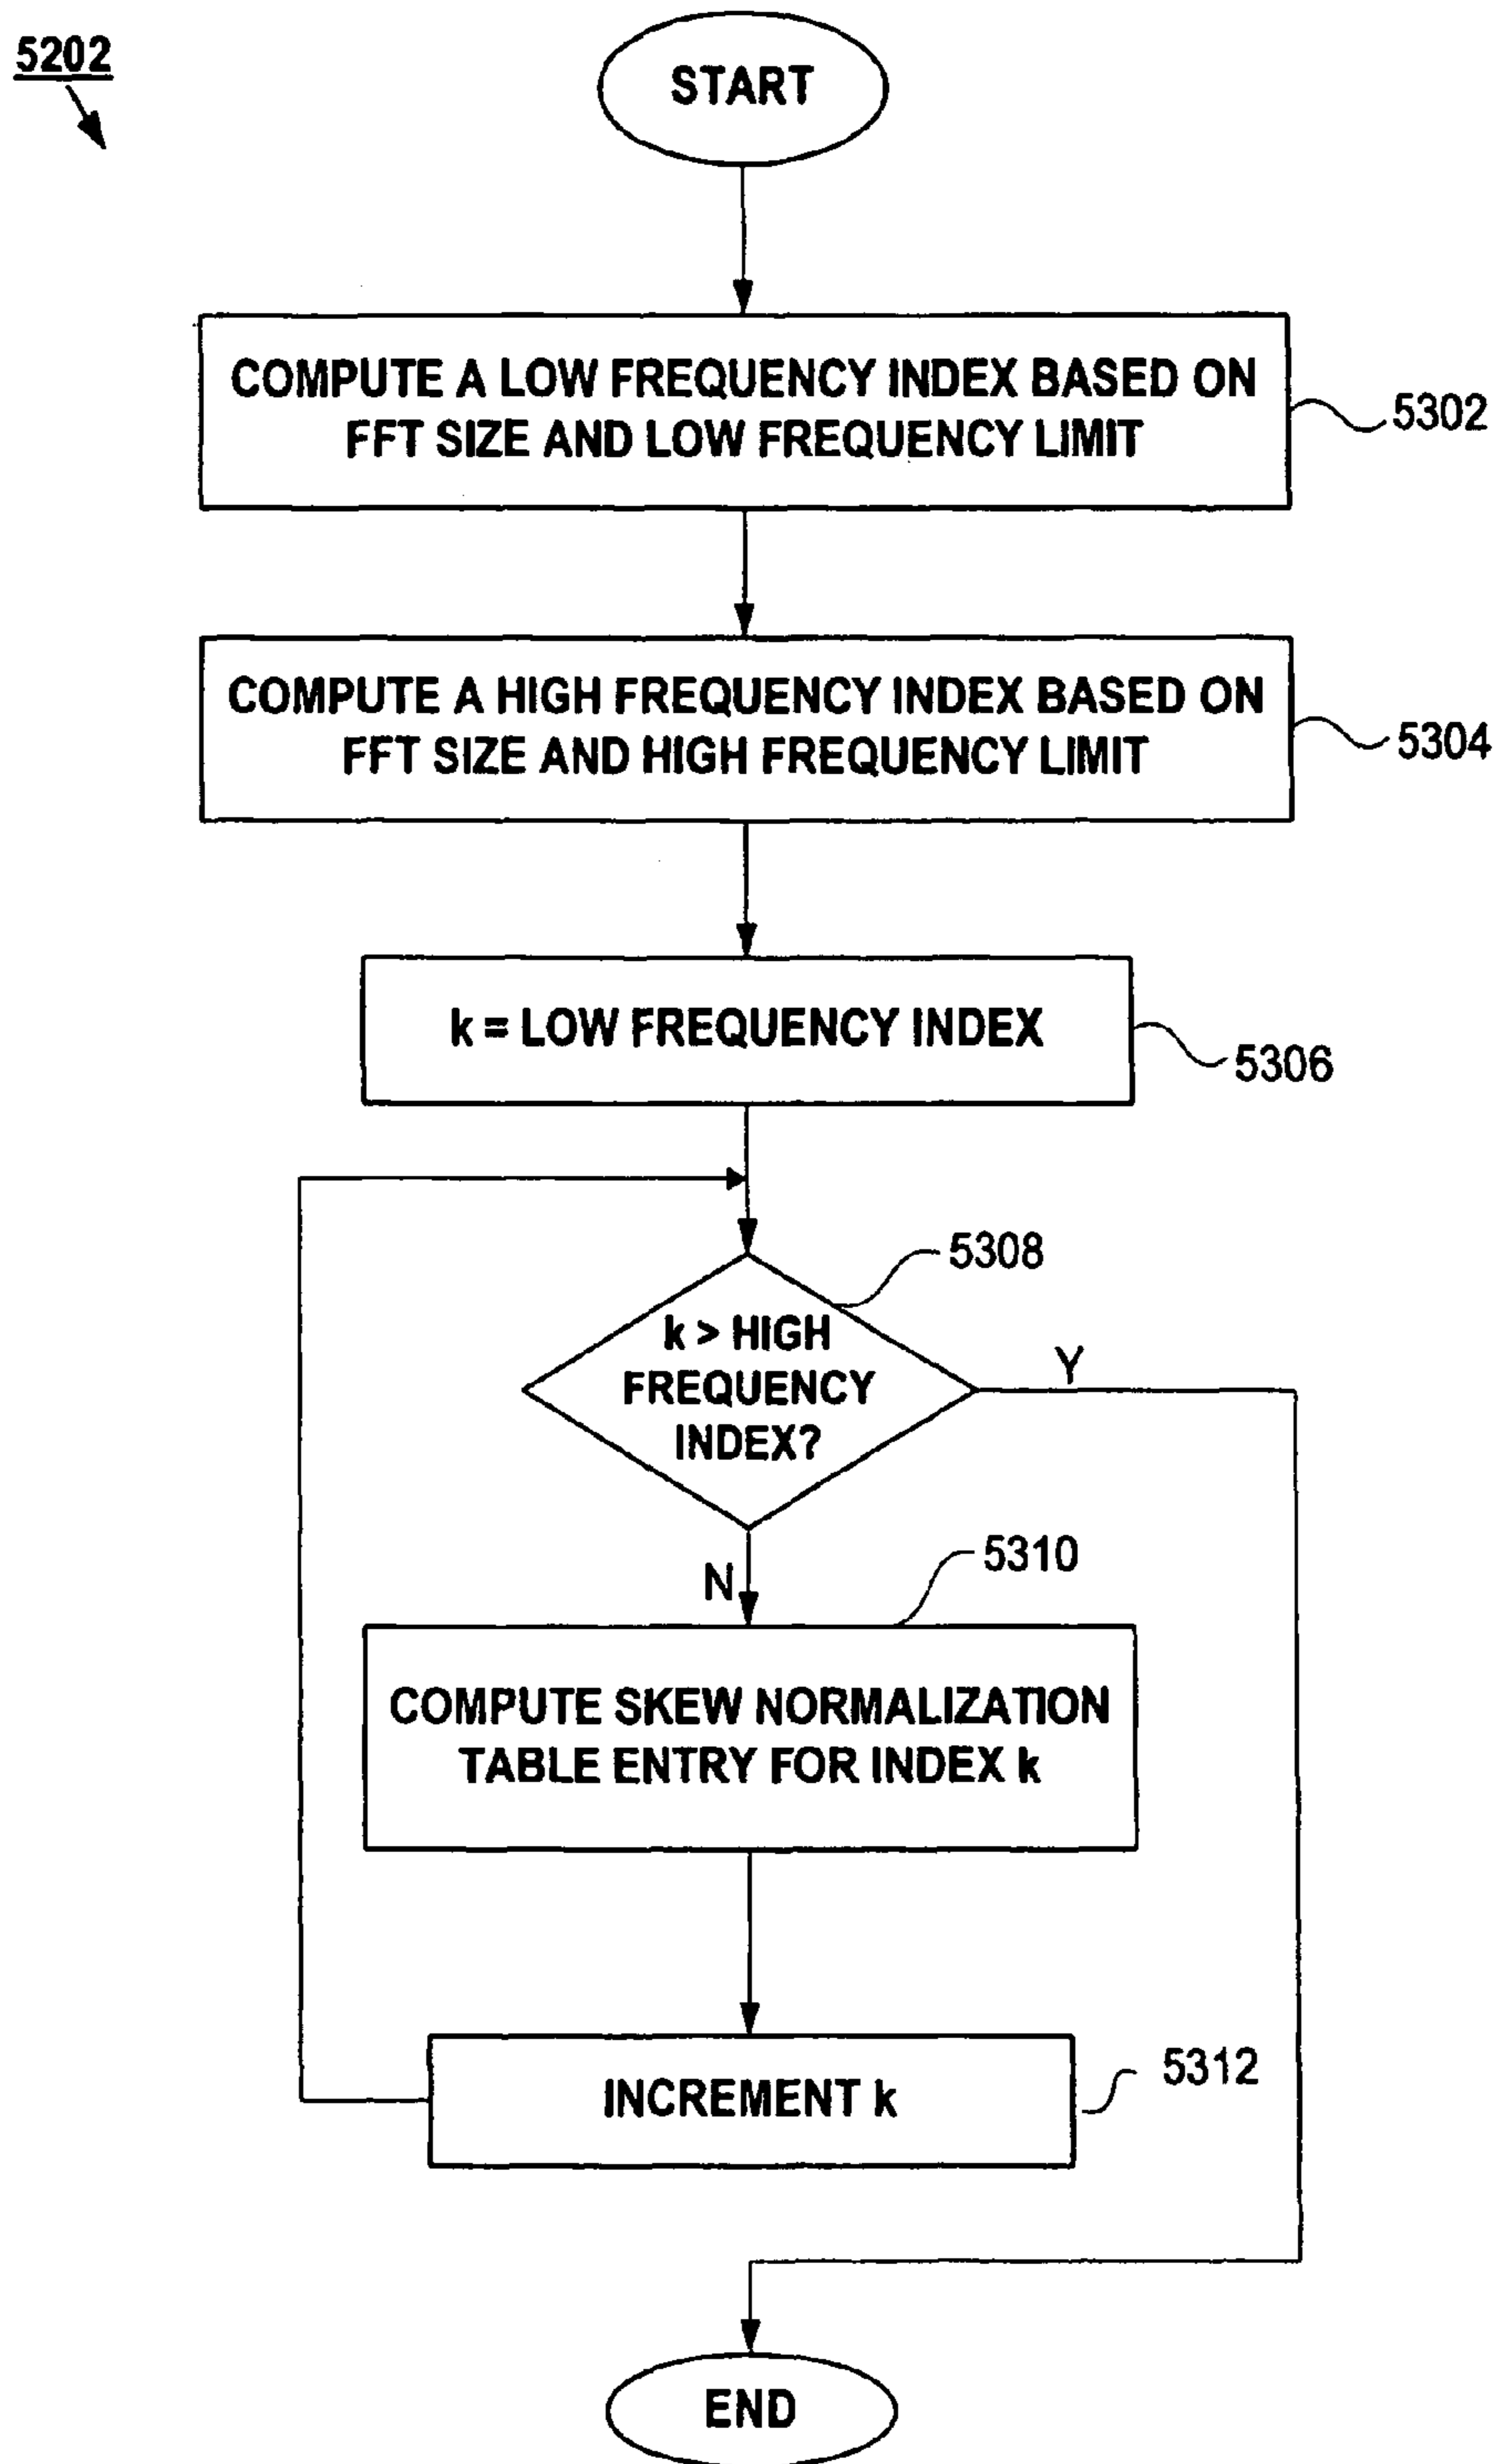 5202
START
COMPUTE A LOW FREQUENCY INDEX BASED ON
FFT SIZE AND LOW FREQUENCY LIMIT
5302
COMPUTE A HIGH FREQUENCY INDEX BASED ON
FFT SIZE AND HIGH FREQUENCY LIMIT
5304
k = LOW FREQUENCY INDEX
5306
5308
k > HIGH
FREQUENCY
INDEX?
Y
N
5310
COMPUTE SKEW NORMALIZATION
TABLE ENTRY FOR INDEX k
INCREMENT k
5312
END